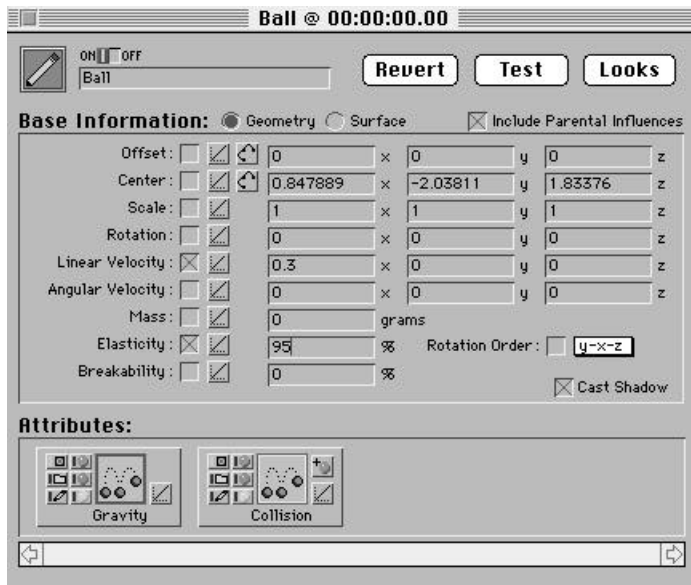 Ball @ 00:00:00.00
ON OFF
Ball
Revert Test Looks
Base Information: Geometry Surface Include Parental Influences
Offset: 0 x 0 y 0 z
Center: 0.847889 x -2.03811 y 1.83376 z
Scale: 1 x 1 y 1 z
Rotation: 0 x 0 y 0 z
Linear Velocity: 0.3 x 0 y 0 z
Angular Velocity: 0 x 0 y 0 z
Mass: 0 grams
Elasticity: 95 % Rotation Order: y-x-z
Breakability: 0 %
Cast Shadow
Attributes:
Gravity Collision